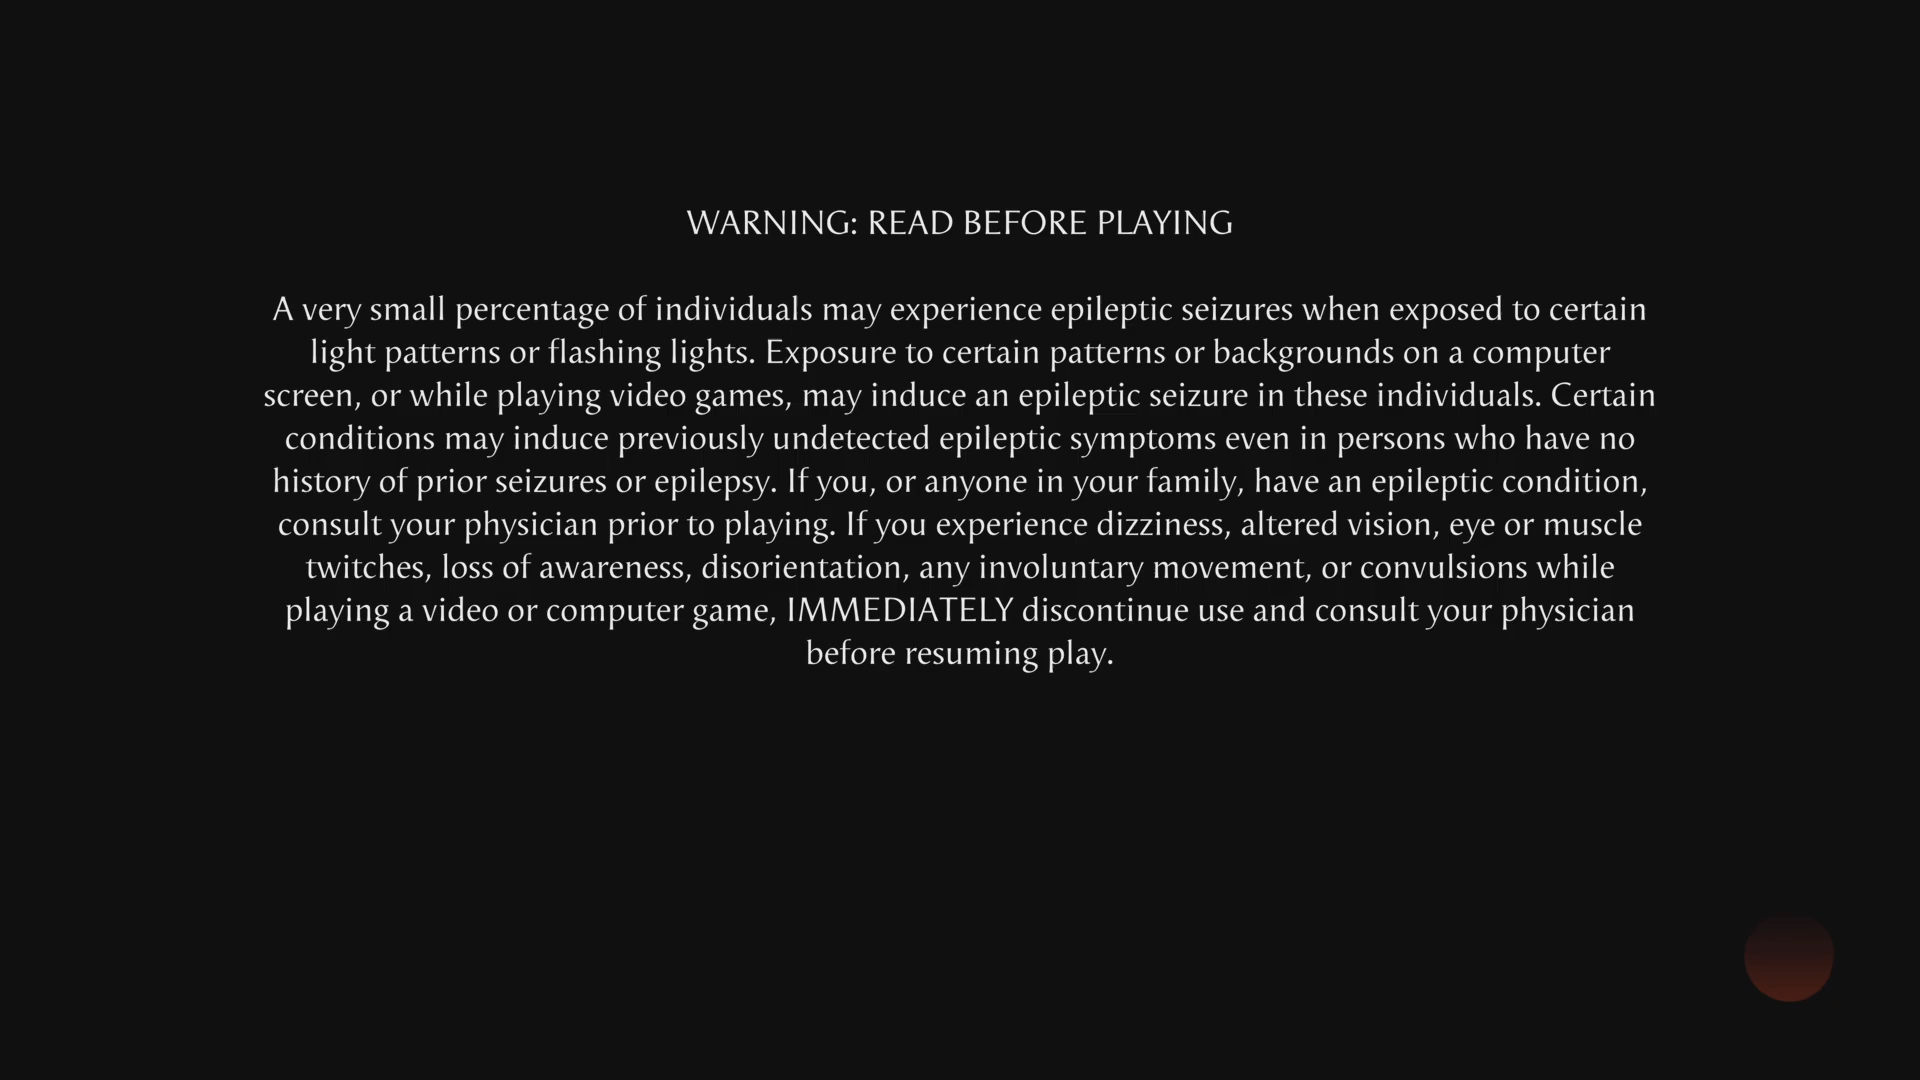 WARNING: READ BEFORE PLAYING
A very small percentage of individuals may experience epileptic seizures when exposed to certain
light patterns or flashing lights. Exposure to certain patterns or backgrounds on a computer
screen, or while playing video games, may induce an epileptic seizure in these individuals. Certain
conditions may induce previously undetected epileptic symptoms even in persons who have no
history of prior seizures or epilepsy. If you, or anyone in your family, have an epileptic condition,
consult your physician prior to playing. If you experience dizziness, altered vision, eye or muscle
twitches, loss of awareness, disorientation, any involuntary movement, or convulsions while
playing a video or computer game, IMMEDIATELY discontinue use and consult your physician
before resuming play.